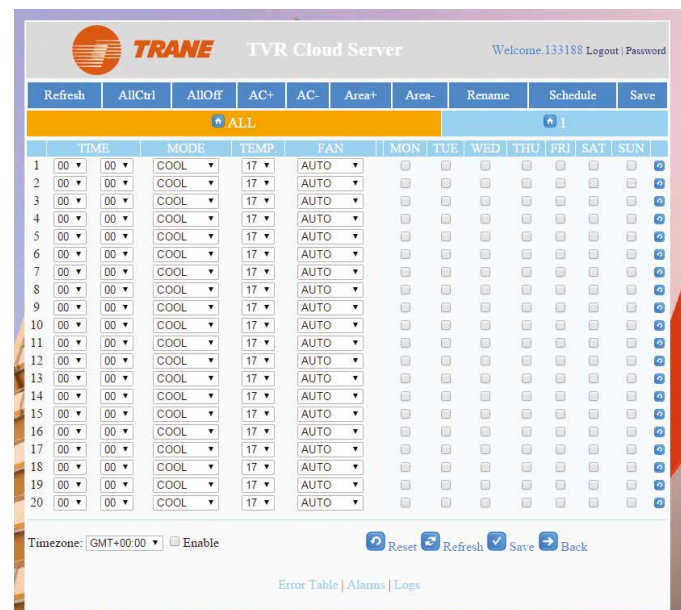 TRANE TVR Cloud Server Welcome,133188 Logout | Password
Refresh AllCtrl AllOff AC+ AC- Area+ Area- Rename Schedule Save
ALL 1
TIME MODE TEMP. FAN MON TUE WED THU FRI SAT SUN
1 00 00 COOL 17 AUTO
2 00 00 COOL 17 AUTO
3 00 00 COOL 17 AUTO
4 00 00 COOL 17 AUTO
5 00 00 COOL 17 AUTO
6 00 00 COOL 17 AUTO
7 00 00 COOL 17 AUTO
8 00 00 COOL 17 AUTO
9 00 00 COOL 17 AUTO
10 00 00 COOL 17 AUTO
11 00 00 COOL 17 AUTO
12 00 00 COOL 17 AUTO
13 00 00 COOL 17 AUTO
14 00 00 COOL 17 AUTO
15 00 00 COOL 17 AUTO
16 00 00 COOL 17 AUTO
17 00 00 COOL 17 AUTO
18 00 00 COOL 17 AUTO
19 00 00 COOL 17 AUTO
20 00 00 COOL 17 AUTO
Timezone: GMT+00:00 Enable Reset Refresh Save Back
Error Table | Alarms | Logs